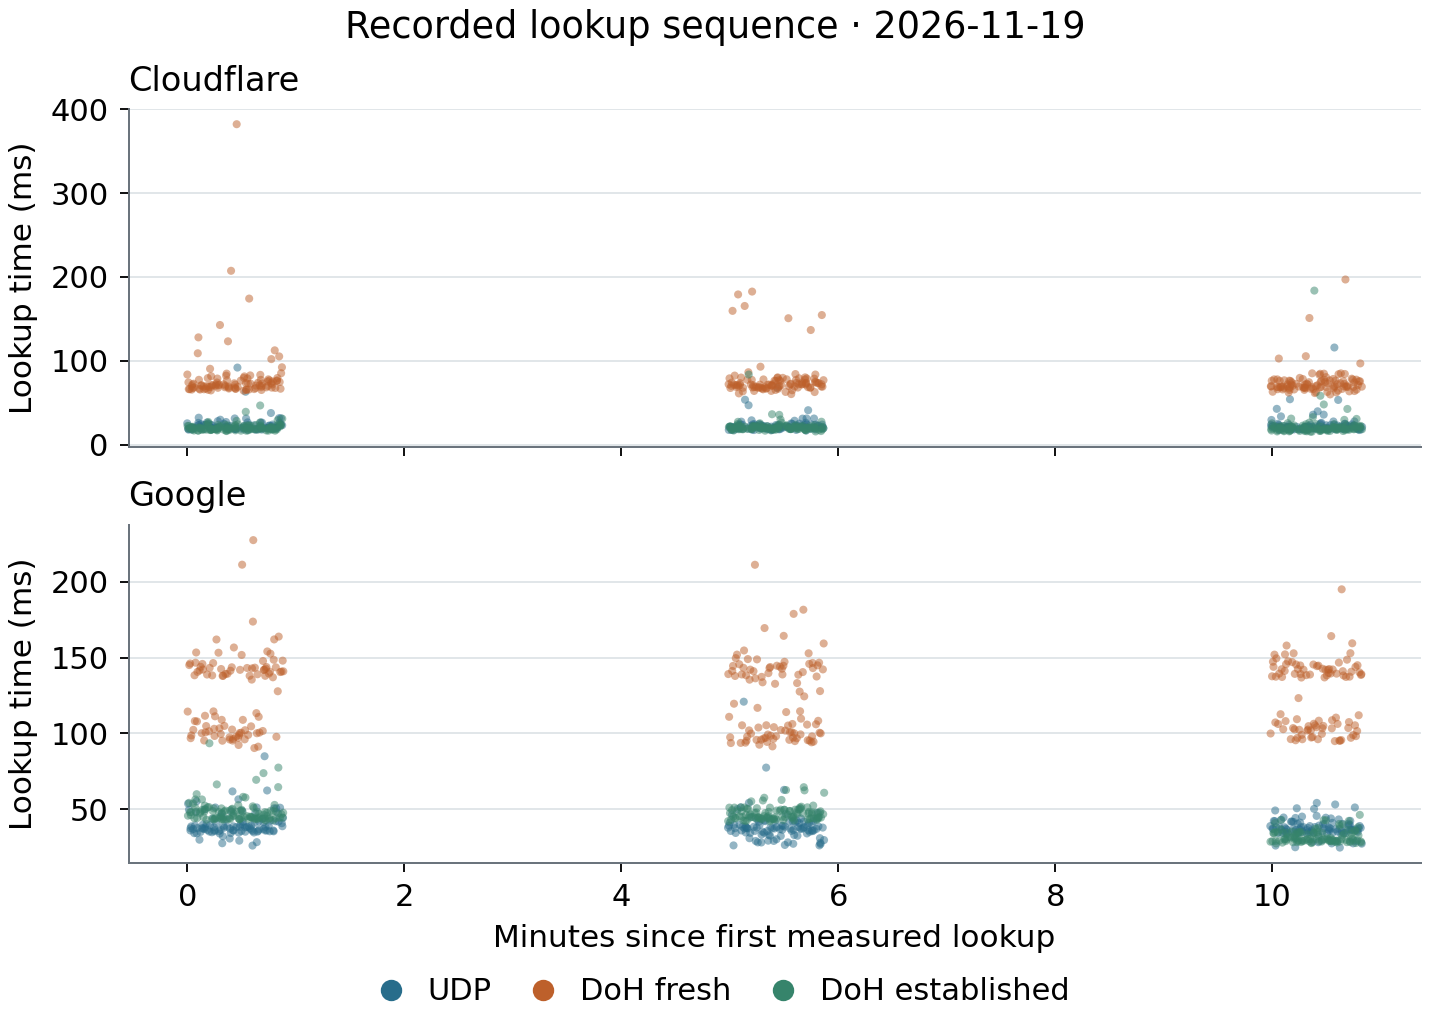 Recorded lookup sequence · 2026-11-19
Cloudflare
Lookup time (ms)
400
300
200
100
0
Google
Lookup time (ms)
200
150
100
50
0 2 4 6 8 10
Minutes since first measured lookup
UDP DoH fresh DoH established